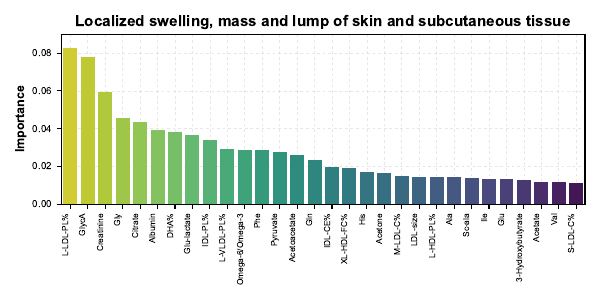 Localized swelling, mass and lump of skin and subcutaneous tissue
Importance
0.08
0.06
0.04
0.02
0.00
L-LDL-PL%
GlycA
Creatinine
Gly
Citrate
Albumin
DHA%
Glu-lactate
IDL-PL%
L-VLDL-PL%
Omega-6/Omega-3
Phe
Pyruvate
Acetoacetate
Gln
IDL-CE%
XL-HDL-FC%
His
Acetone
M-LDL-C%
LDL-size
L-HDL-PL%
Ala
Ile
Glu
3-Hydroxybutyrate
Acetate
Val
S-LDL-C%